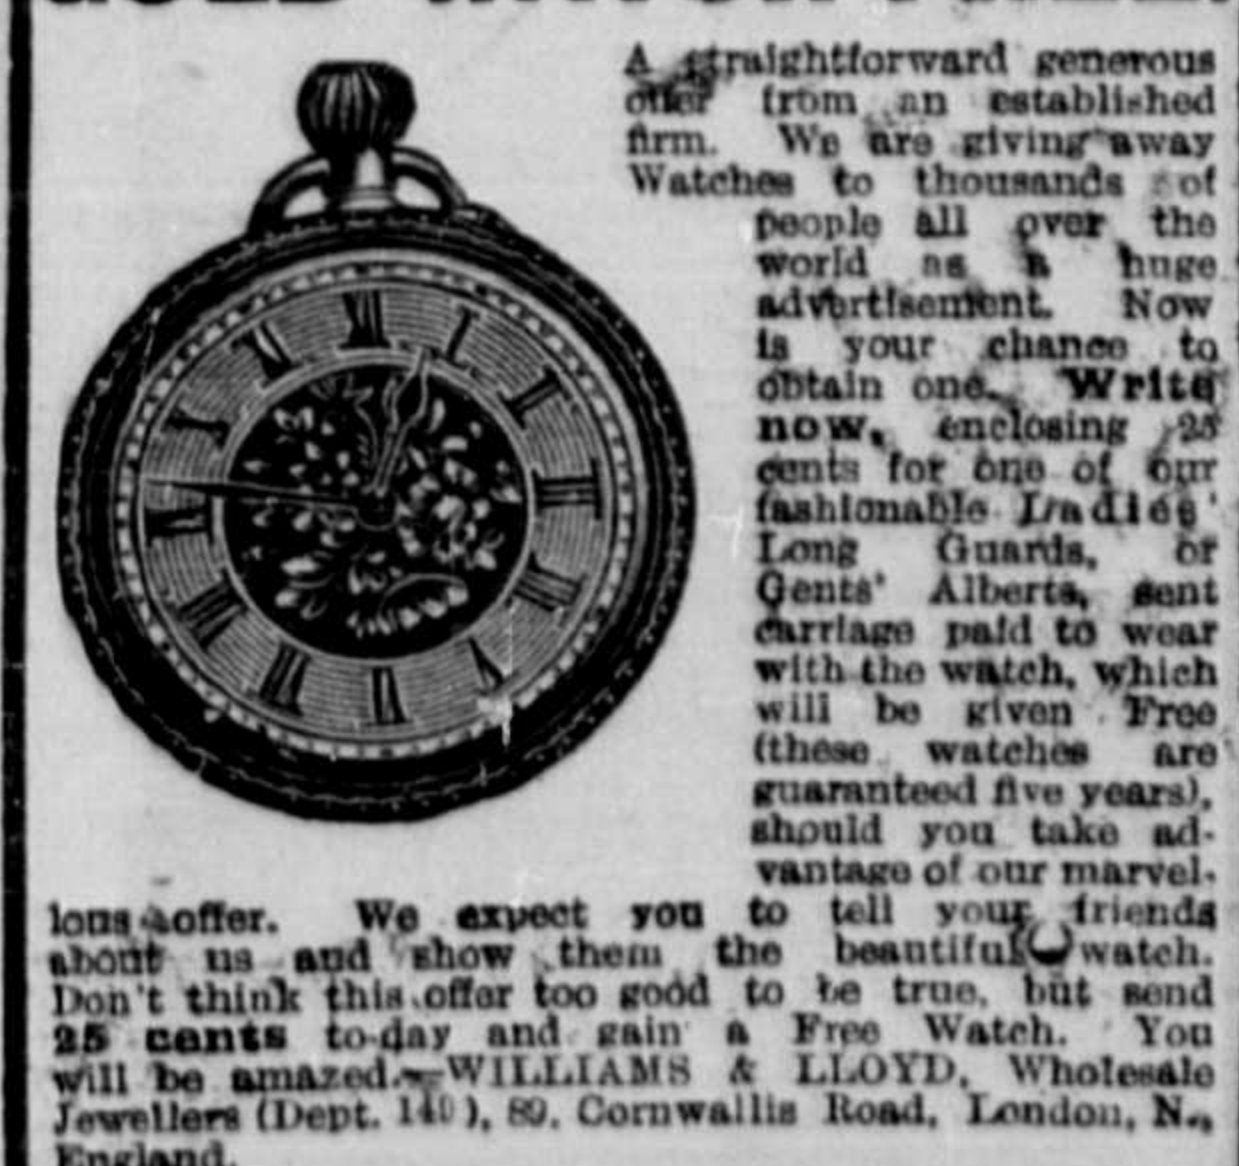 A straightforward generous
offer from an established
firm. We are giving away
Watches to thousands of
people all over the
world as a huge
advertisement. Now
is your chance to
obtain one. Write
now, enclosing 25
cents for one of our
fashionable Ladies'
Long Guards, or
Gents' Alberts, sent
carriage paid to wear
with the watch, which
will be given Free
(these watches are
guaranteed five years),
should you take ad-
vantage of our marvel-
lous offer. We expect you to tell your friends
about us and show them the beautiful watch.
Don't think this offer too good to be true, but send
25 cents to-day and gain a Free Watch. You
will be amazed.—WILLIAMS & LLOYD, Wholesale
Jewellers (Dept. 140), 89, Cornwallis Road, London, N.,
England.